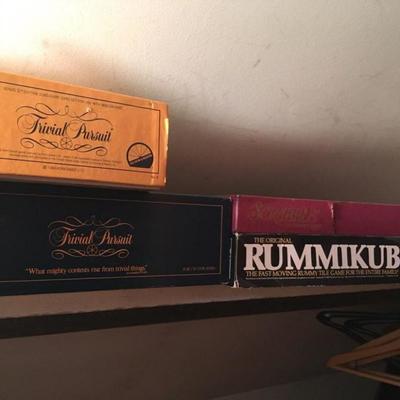 Trivial Pursuit
Trivial Pursuit
"What mighty contests rise from trivial things."
Scrabble
THE ORIGINAL
RUMMIKUB
THE FAST MOVING RUMMY TILE GAME FOR THE ENTIRE FAMILY